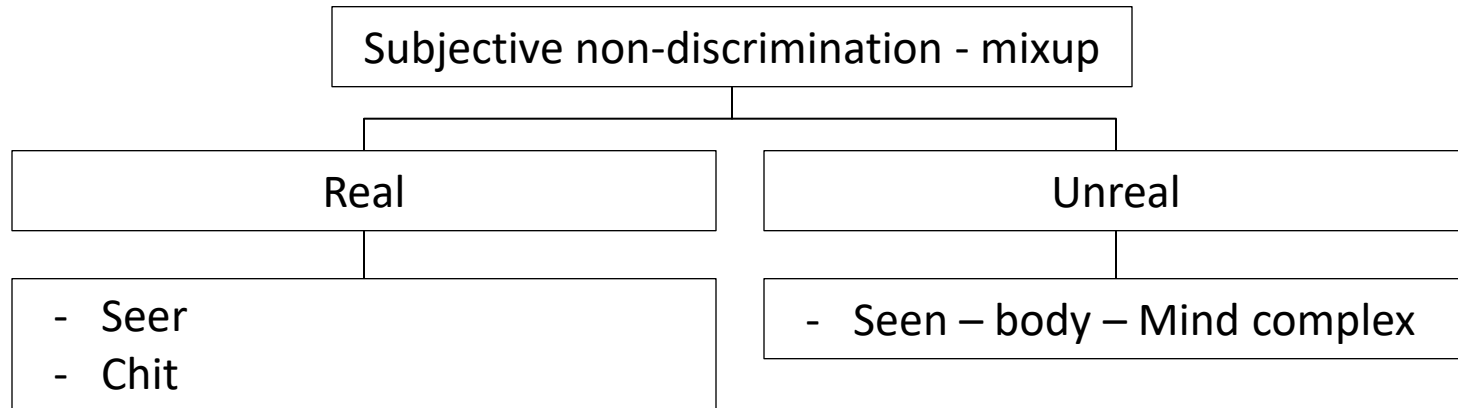 Subjective non-discrimination - mixup
Real
Unreal
- Seer
- Chit
- Seen – body – Mind complex